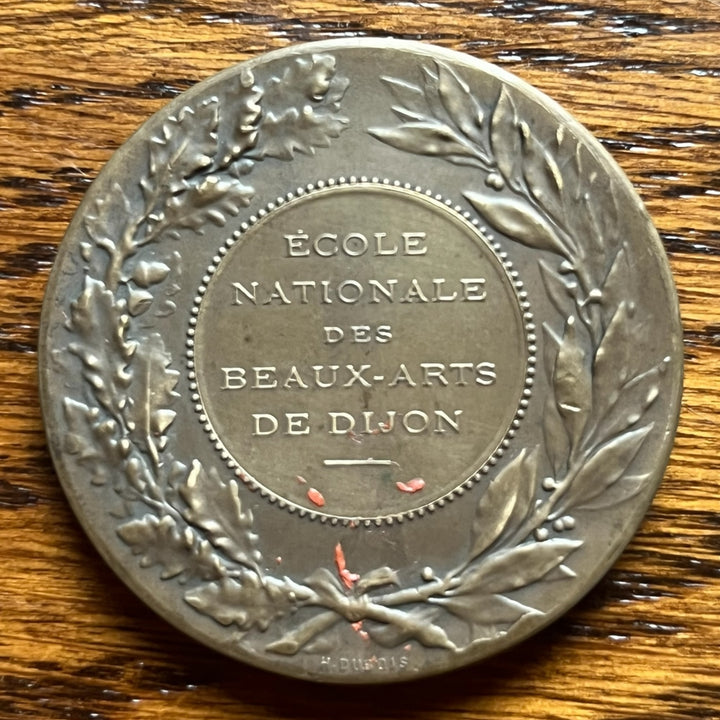 ÉCOLE
NATIONALE
DES
BEAUX-ARTS
DE DIJON
H. DUBOIS